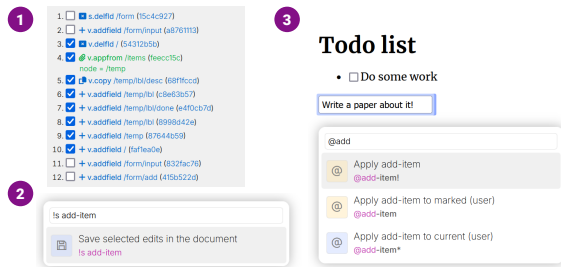 1
1. s.delfld /form (15c4c927)
2. + v.addfield /form/input (a8761113)
3. v.delfld / (54312b5b)
4. v.appfrom /items (feecc15c)
node = /temp
5. v.copy /temp/lbl/desc (68f1fccd)
6. + v.addfield /temp/lbl (c8e63b57)
7. + v.addfield /temp/lbl/done (e4f0cb7d)
8. + v.addfield /temp/lbl (8998d42e)
9. + v.addfield /temp (87644b59)
10. + v.addfield / (faf1ea0e)
11. + v.addfield /form/input (832fac76)
12. + v.addfield /form/add (415b522d)
2
!s add-item
Save selected edits in the document
!s add-item
3
Todo list
• Do some work
Write a paper about it!
@add
@ Apply add-item
@add-item!
@ Apply add-item to marked (user)
@add-item
@ Apply add-item to current (user)
@add-item*